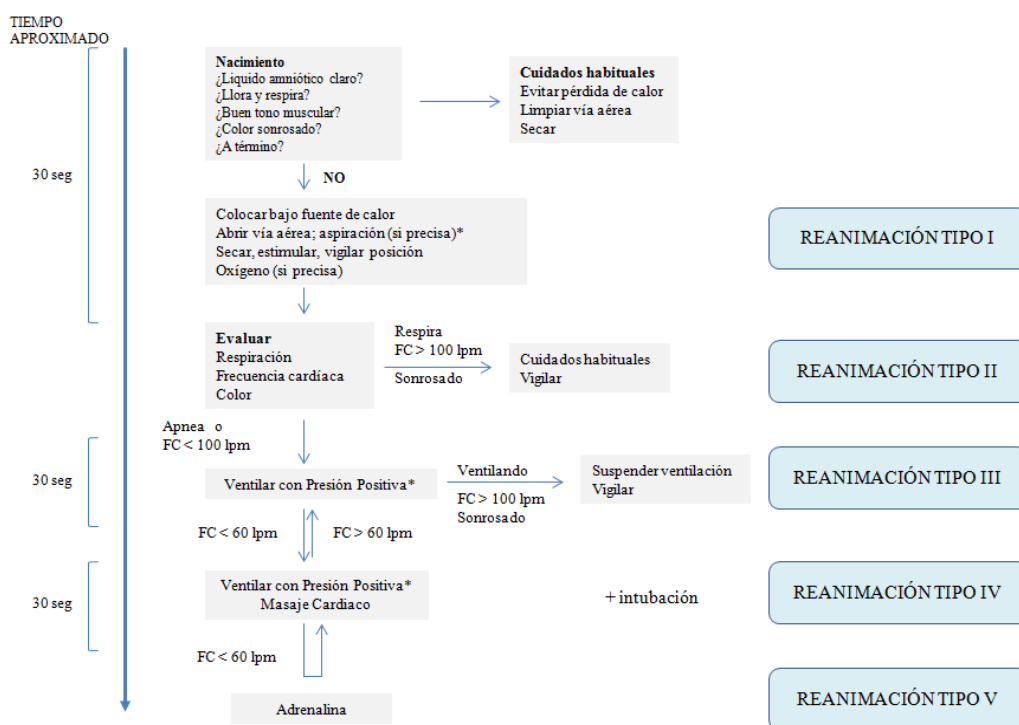 TIEMPO
APROXIMADO
Nacimiento
¿Liquido amniótico claro?
¿Llora y respira?
¿Buen tono muscular?
¿Color sonrosado?
¿A término?
Cuidados habituales
Evitar pérdida de calor
Limpiar vía aérea
Secar
30 seg
NO
Colocar bajo fuente de calor
Abrir vía aérea; aspiración (si precisa)*
Secar, estimular, vigilar posición
Oxígeno (si precisa)
REANIMACIÓN TIPO I
Evaluar
Respiración
Frecuencia cardíaca
Color
Respira
FC > 100 lpm
Sonrosado
Cuidados habituales
Vigilar
REANIMACIÓN TIPO II
Apnea o
FC < 100 lpm
30 seg
Ventilar con Presión Positiva*
Ventilando
FC > 100 lpm
Sonrosado
Suspender ventilación
Vigilar
REANIMACIÓN TIPO III
FC < 60 lpm
FC > 60 lpm
30 seg
Ventilar con Presión Positiva*
Masaje Cardiaco
+ intubación
REANIMACIÓN TIPO IV
FC < 60 lpm
Adrenalina
REANIMACIÓN TIPO V